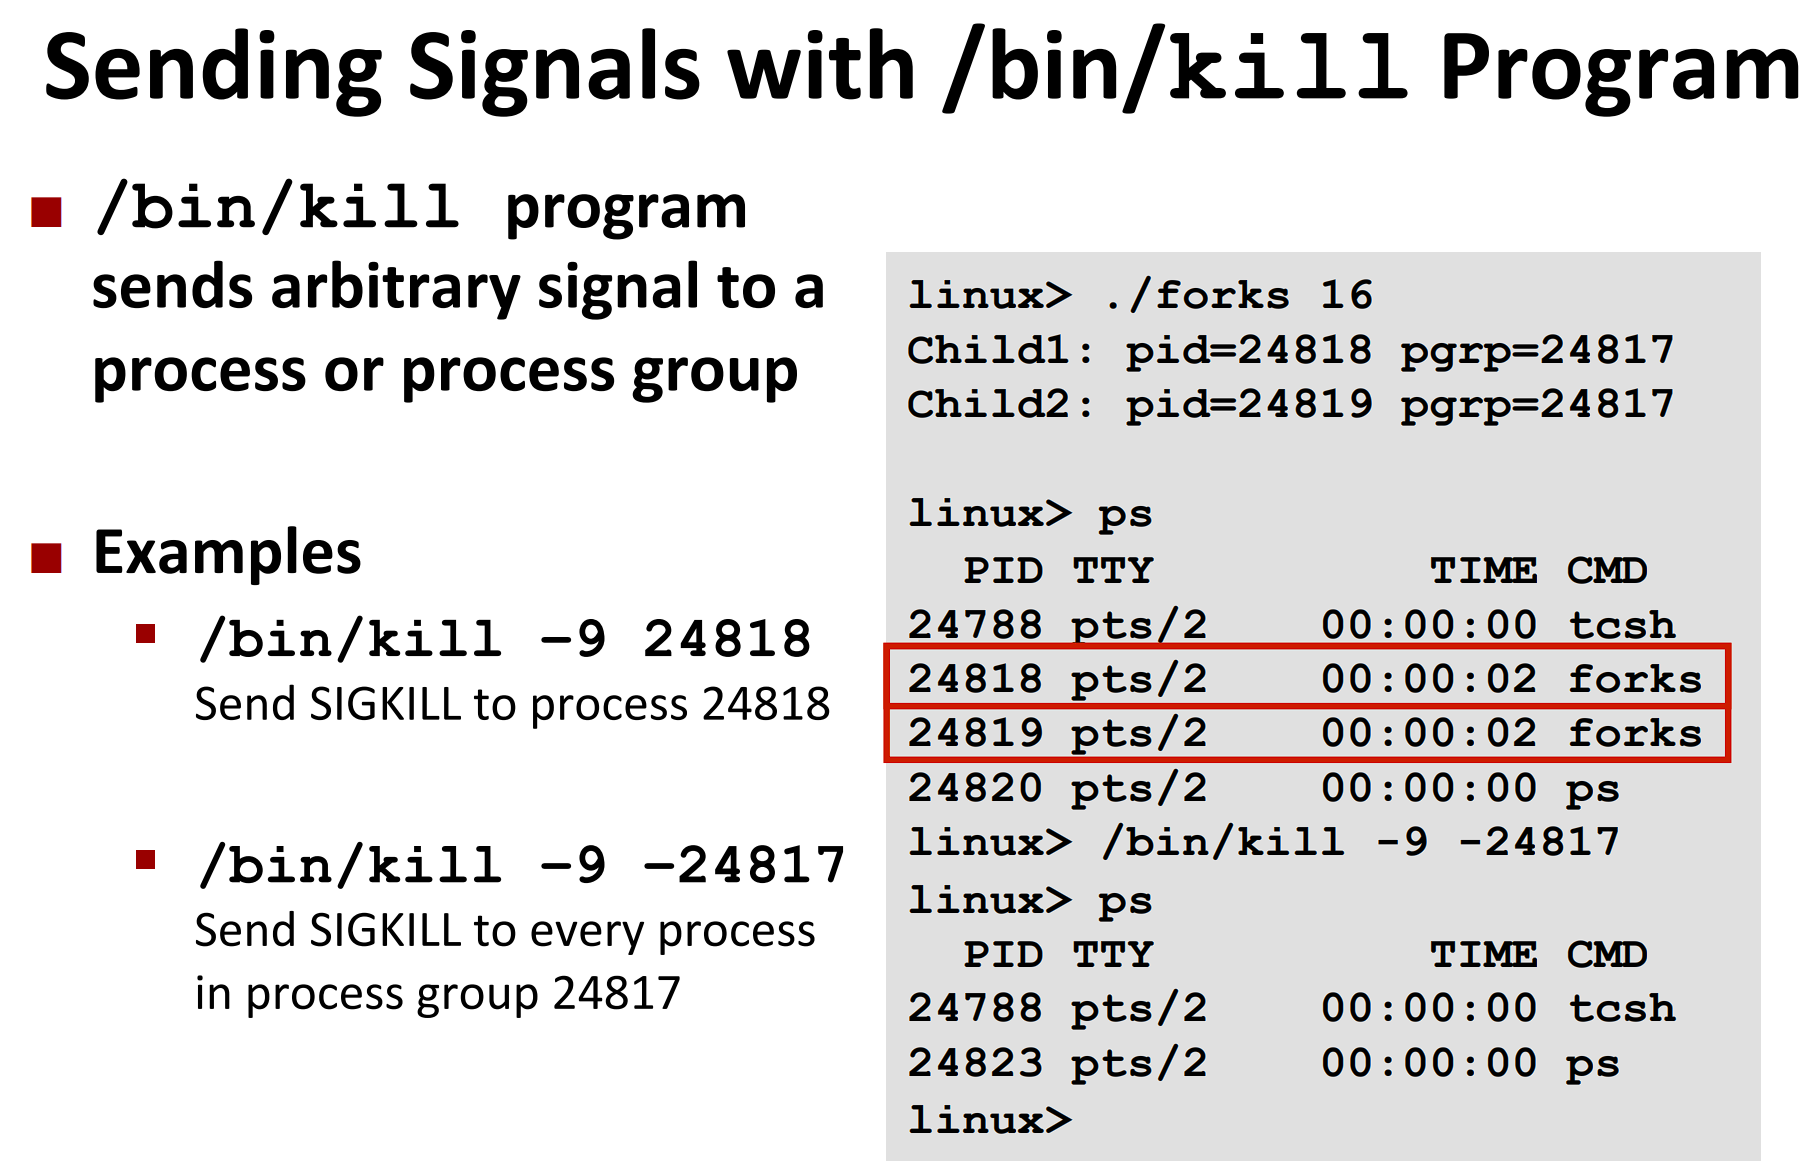 Sending Signals with /bin/kill Program
/bin/kill program
sends arbitrary signal to a
process or process group
Examples
/bin/kill –9 24818
Send SIGKILL to process 24818
/bin/kill –9 –24817
Send SIGKILL to every process
in process group 24817
linux> ./forks 16
Child1: pid=24818 pgrp=24817
Child2: pid=24819 pgrp=24817
linux> ps
  PID TTY          TIME CMD
24788 pts/2    00:00:00 tcsh
24818 pts/2    00:00:02 forks
24819 pts/2    00:00:02 forks
24820 pts/2    00:00:00 ps
linux> /bin/kill -9 -24817
linux> ps
  PID TTY          TIME CMD
24788 pts/2    00:00:00 tcsh
24823 pts/2    00:00:00 ps
linux>